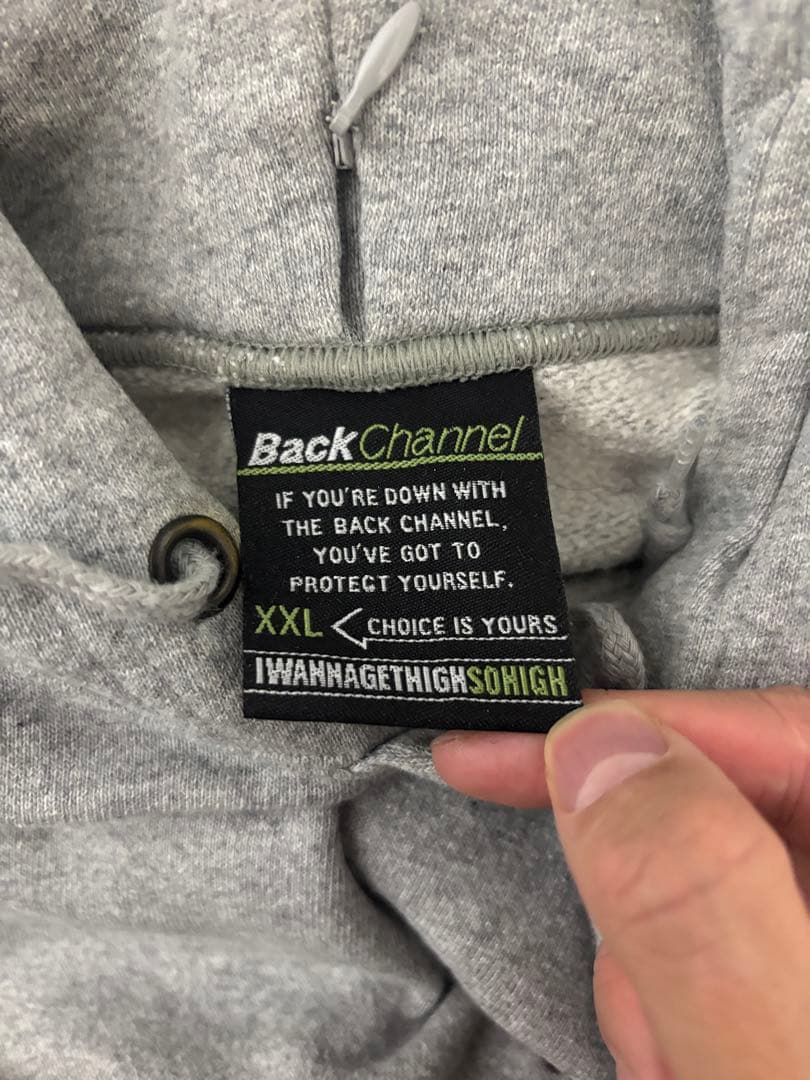 BackChannel
IF YOU'RE DOWN WITH
THE BACK CHANNEL,
YOU'VE GOT TO
PROTECT YOURSELF.
XXL CHOICE IS YOURS
IWANNAGETHIGHSOHIGH